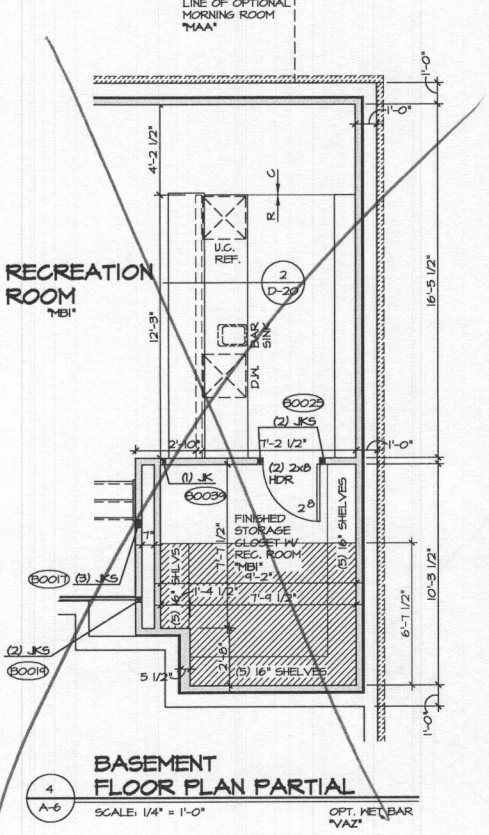 LINE OF OPTIONAL
MORNING ROOM
"MAA"
1'-0"
1'-0"
4'-2 1/2"
C
R
U.C.
REF.
RECREATION
ROOM
"MB1"
2
D-20
16'-5 1/2"
12'-3"
BAR
SINK
D.W.
B0025
(2) JKS
2'-10"
7'-2 1/2"
1'-0"
(1) JK
B0039
(2) 2x8
HDR
2 8
7"
FINISHED
STORAGE
CLOSET W/
REC. ROOM
"MB1"
7'-7 1/2"
(5) 16" SHELVES
(5) 16" SHLVS
9'-2"
1'-4 1/2"
7'-9 1/2"
B0017 (3) JKS
10'-3 1/2"
6'-7 1/2"
(2) JKS
B0019
2'-8"
5 1/2"
(5) 16" SHELVES
1'-0"
BASEMENT
FLOOR PLAN PARTIAL
4
A-6
SCALE: 1/4" = 1'-0"
OPT. WET BAR
"VAZ"